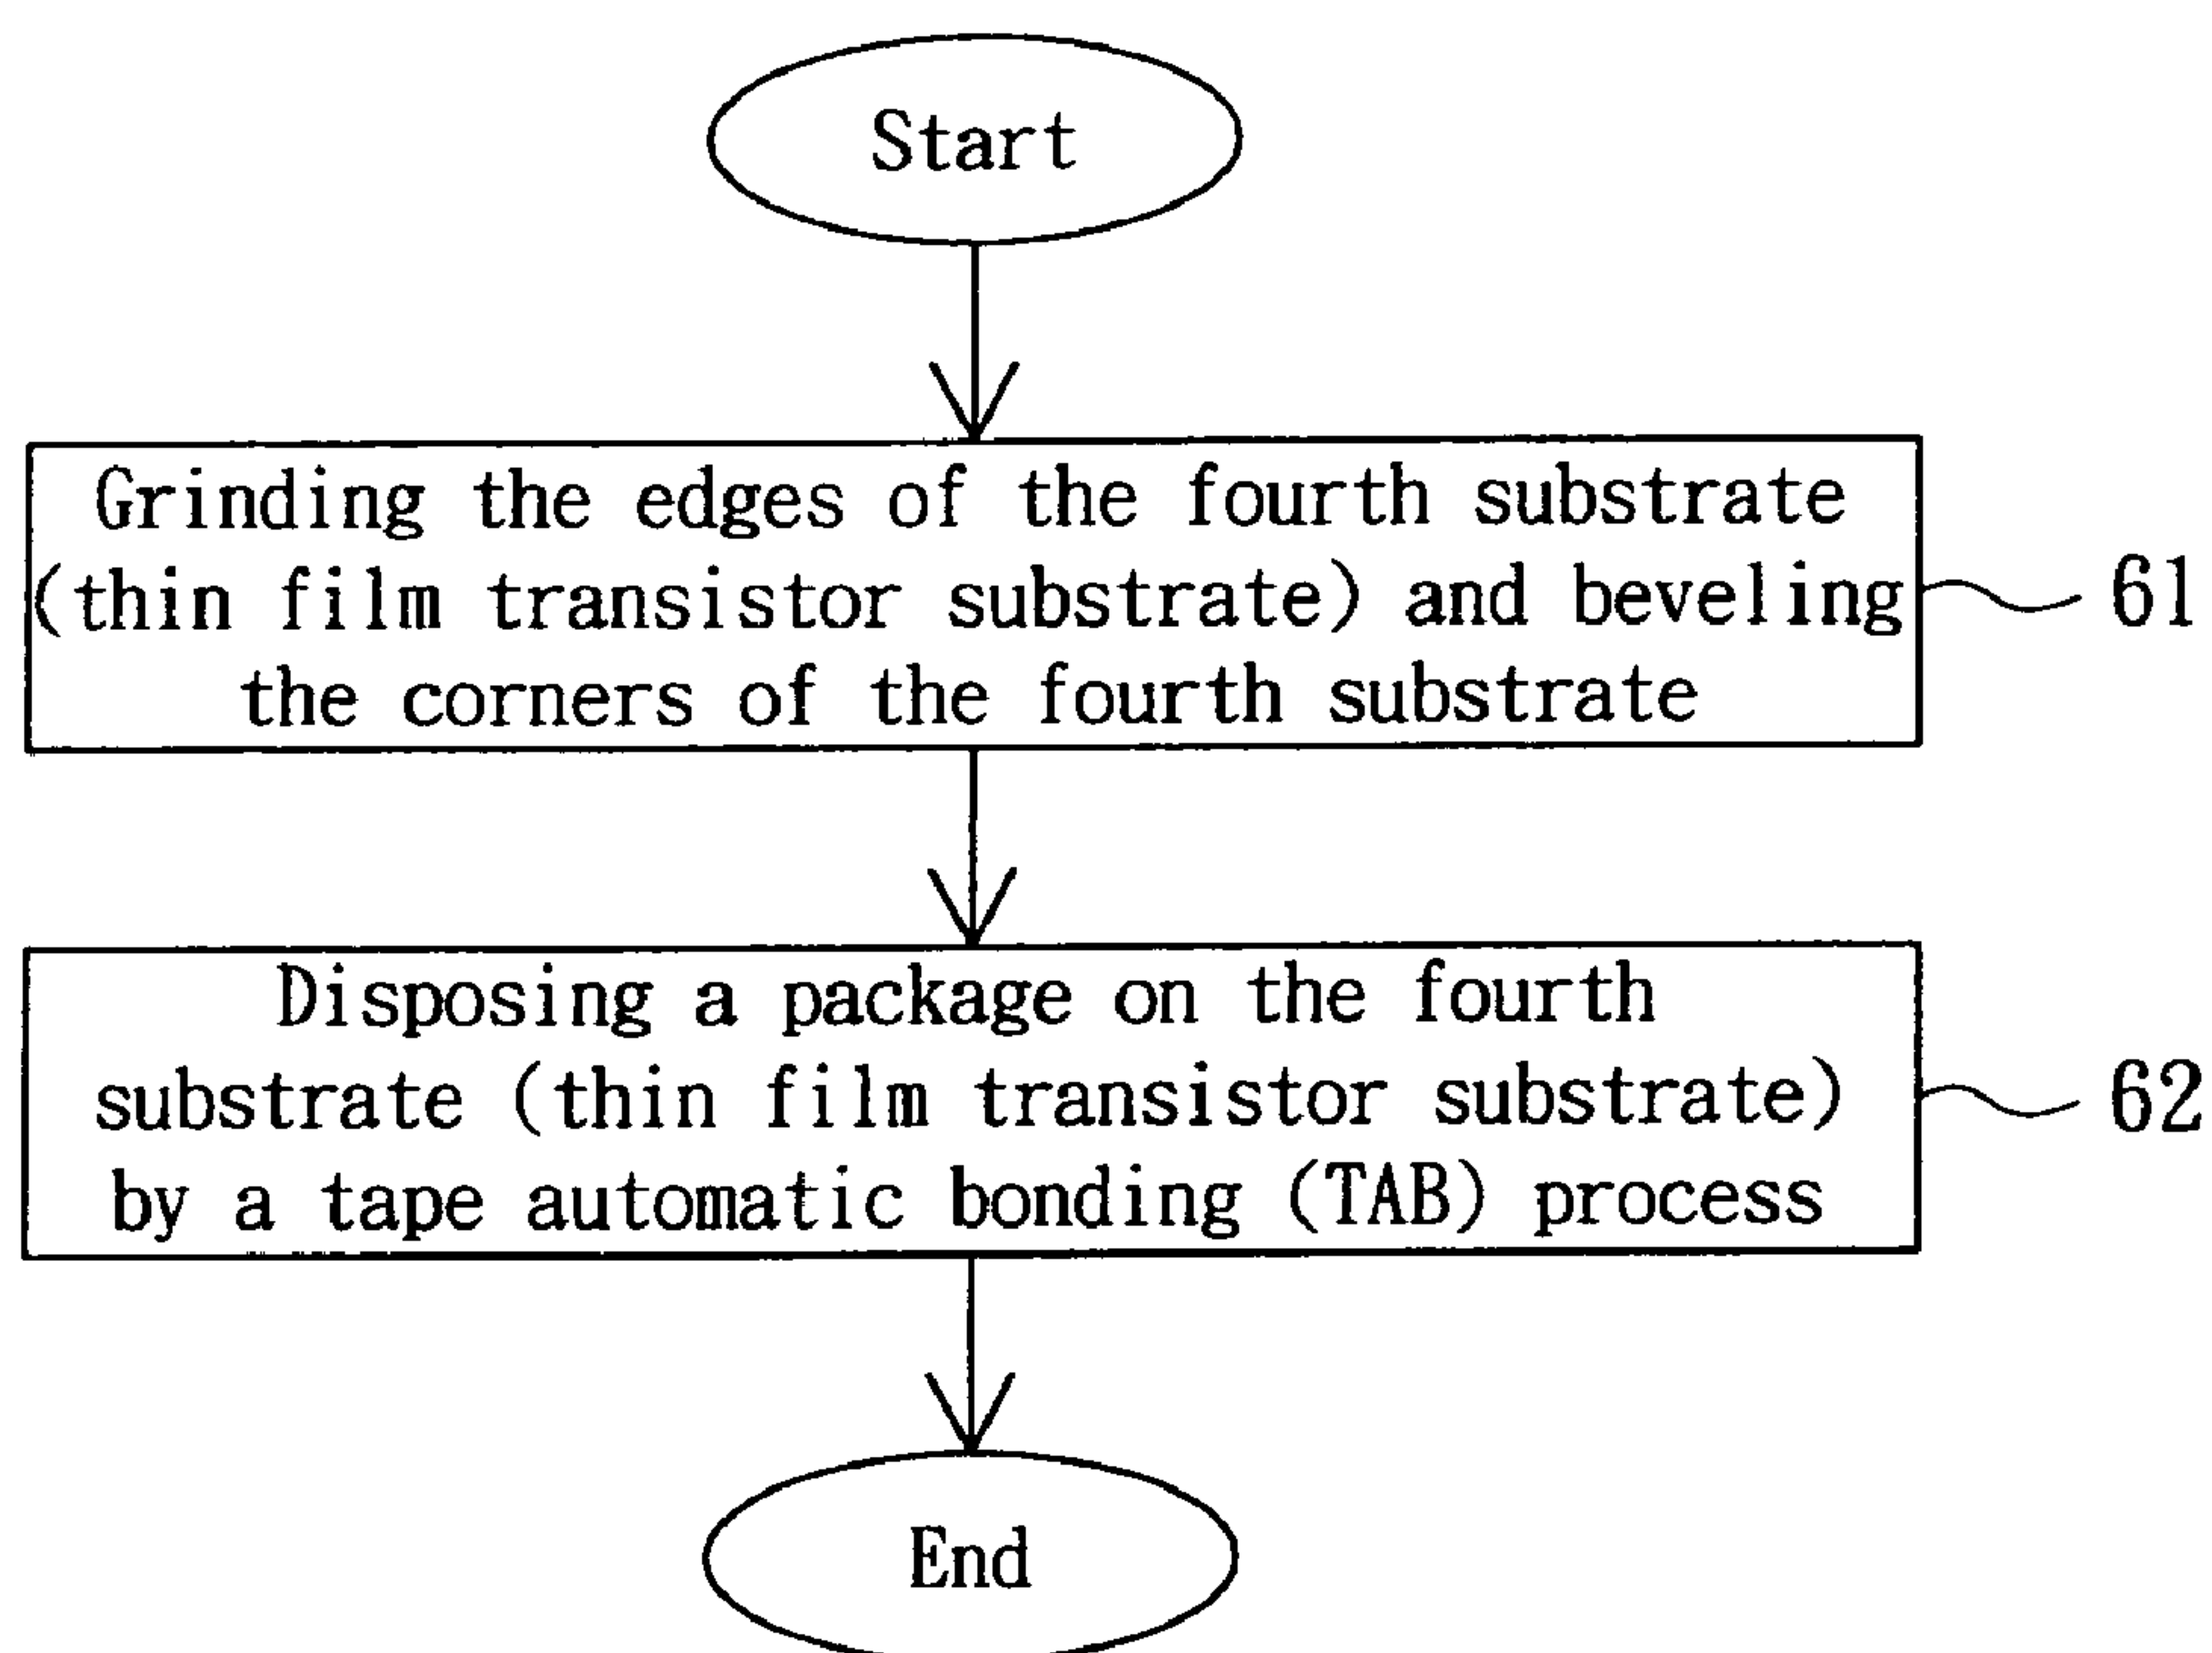 Start
Grinding the edges of the fourth substrate
(thin film transistor substrate) and beveling
the corners of the fourth substrate
61
Disposing a package on the fourth
substrate (thin film transistor substrate)
by a tape automatic bonding (TAB) process
62
End